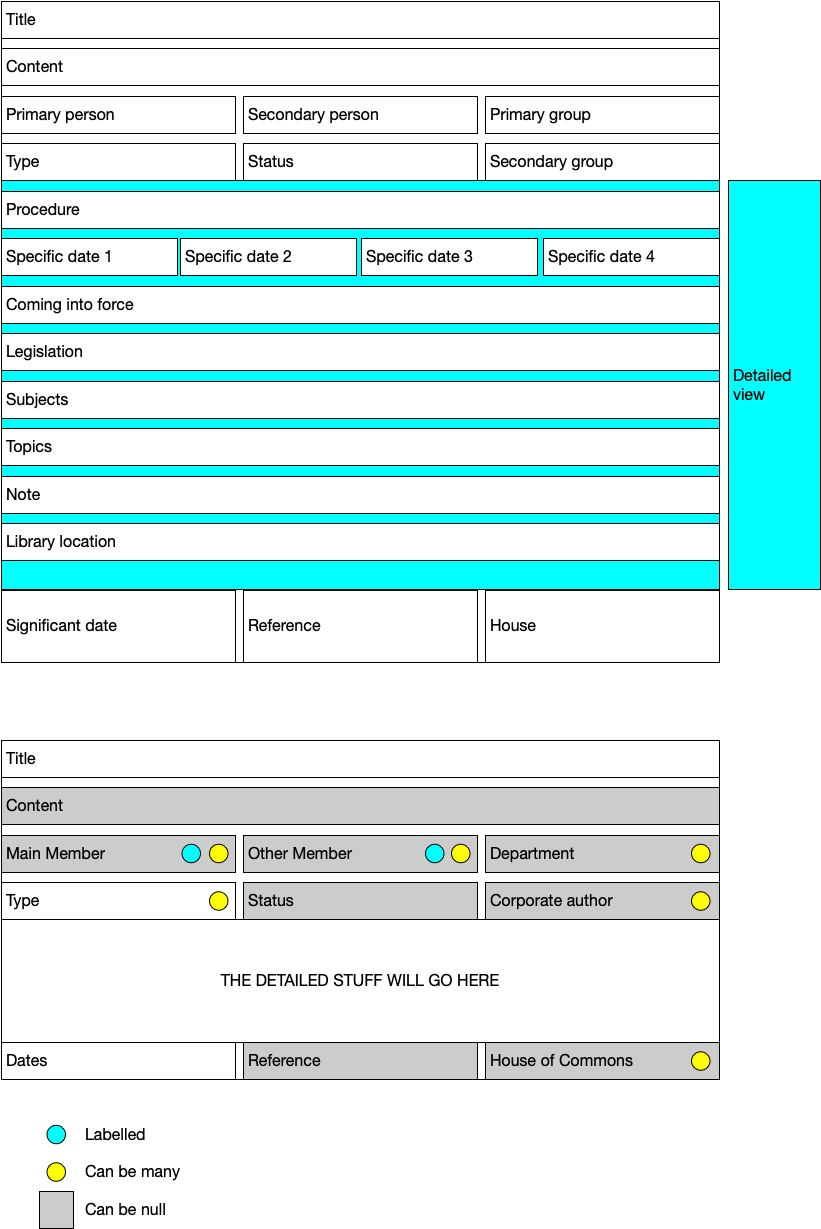 Title
Content
Primary person
Secondary person
Primary group
Type
Status
Secondary group
Procedure
Specific date 1
Specific date 2
Specific date 3
Specific date 4
Coming into force
Legislation
Detailed
view
Subjects
Topics
Note
Library location
Significant date
Reference
House
Title
Content
Main Member
Other Member
Department
Type
Status
Corporate author
THE DETAILED STUFF WILL GO HERE
Dates
Reference
House of Commons
Labelled
Can be many
Can be null